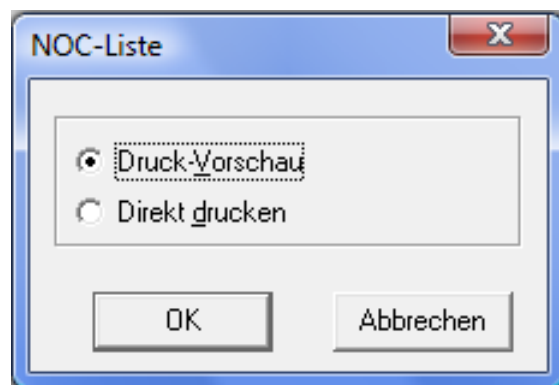 NOC-Liste
Druck-Vorschau
Direkt drucken
OK
Abbrechen